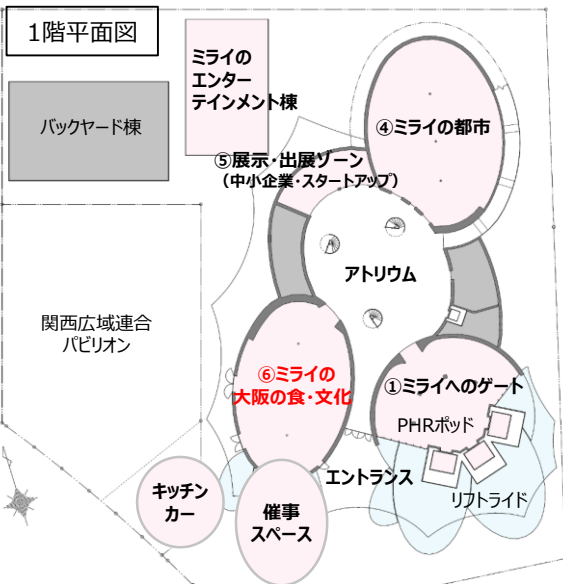 1階平面図
ミライの
エンター
テインメント棟
バックヤード棟
④ミライの都市
⑤展示・出展ゾーン
（中小企業・スタートアップ）
アトリウム
関西広域連合
パビリオン
⑥ミライの
大阪の食・文化
①ミライへのゲート
PHRポッド
エントランス
リフトライド
キッチン
カー
催事
スペース